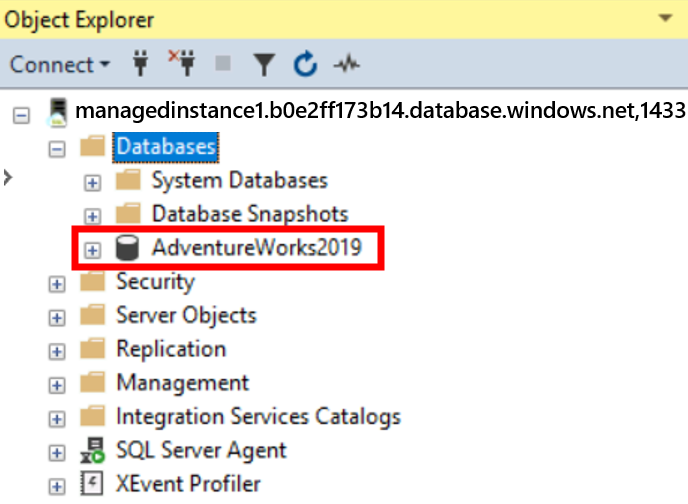 Object Explorer
Connect
managedinstance1.b0e2ff173b14.database.windows.net,1433
Databases
System Databases
Database Snapshots
AdventureWorks2019
Security
Server Objects
Replication
Management
Integration Services Catalogs
SQL Server Agent
XEvent Profiler